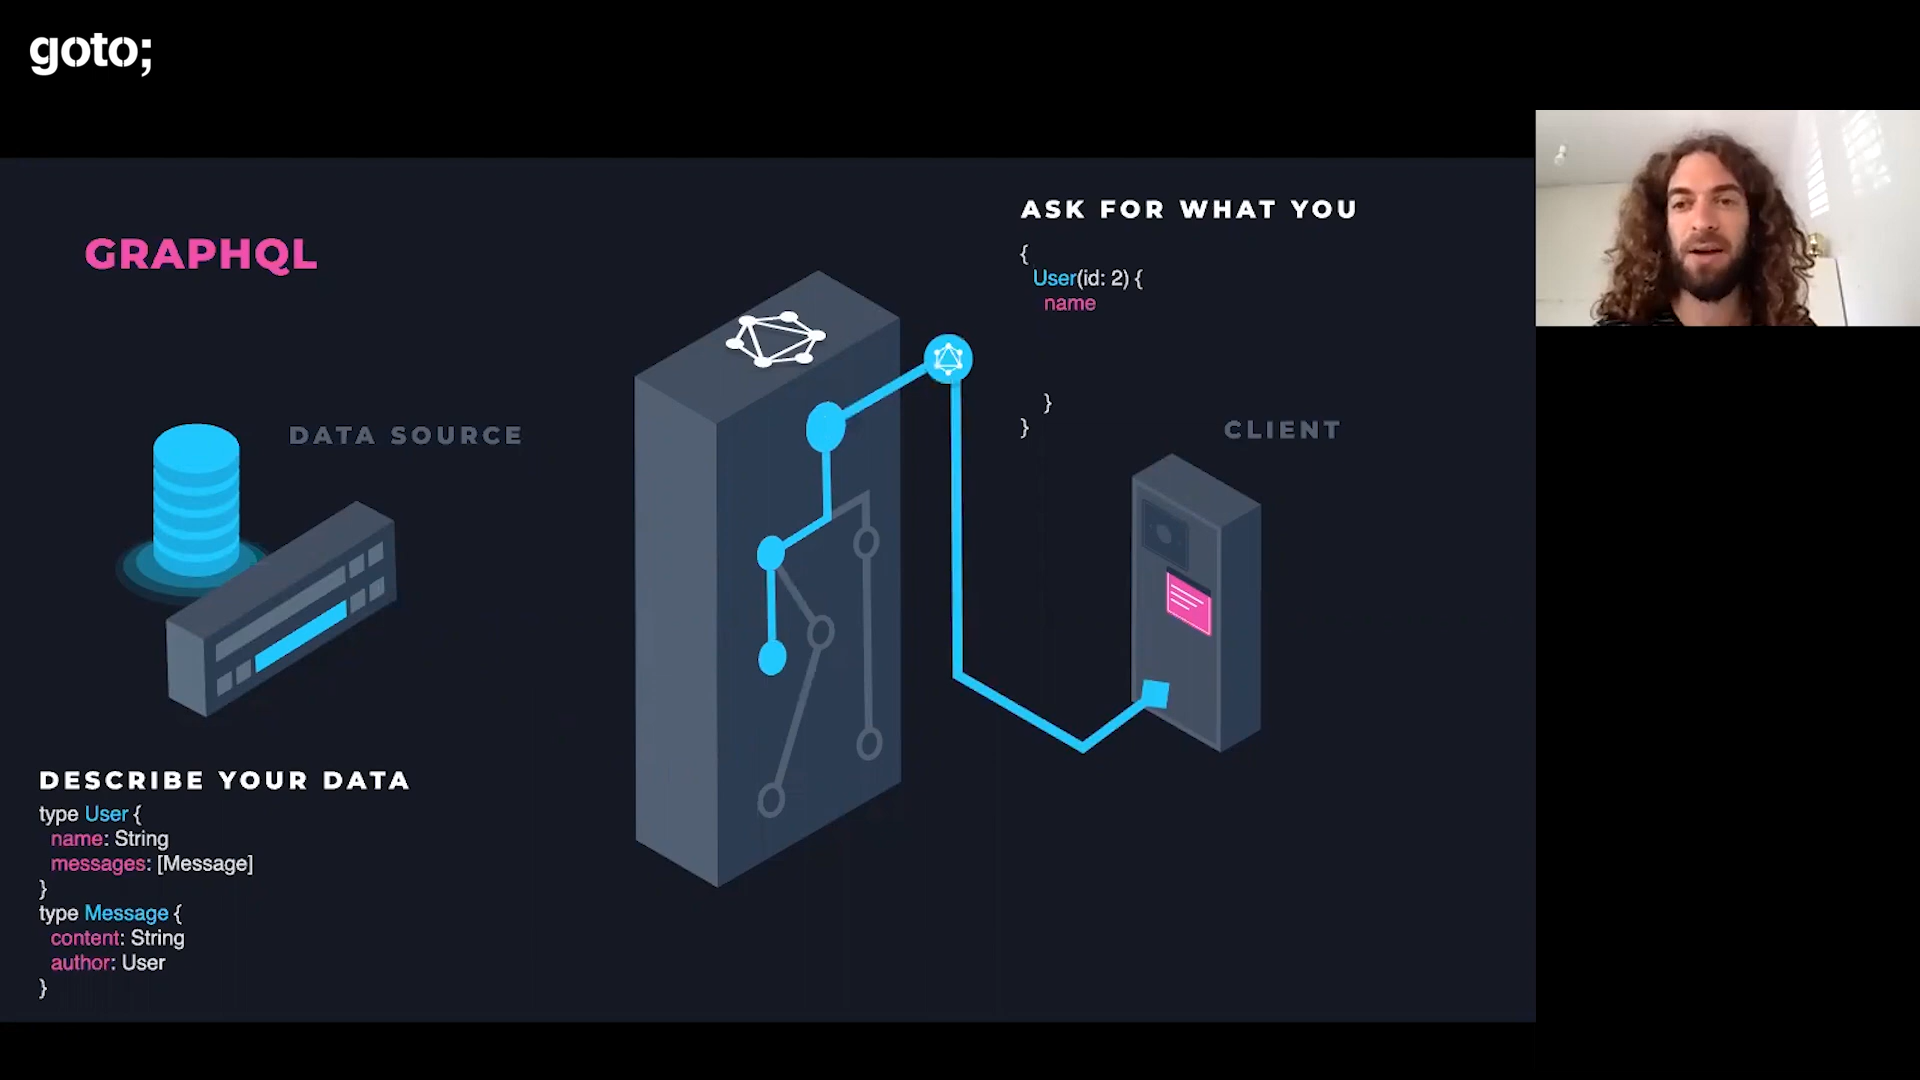 goto;
GRAPHQL
ASK FOR WHAT YOU
{
User(id: 2) {
name
}
}
DATA SOURCE
CLIENT
DESCRIBE YOUR DATA
type User {
name: String
messages: [Message]
}
type Message {
content: String
author: User
}